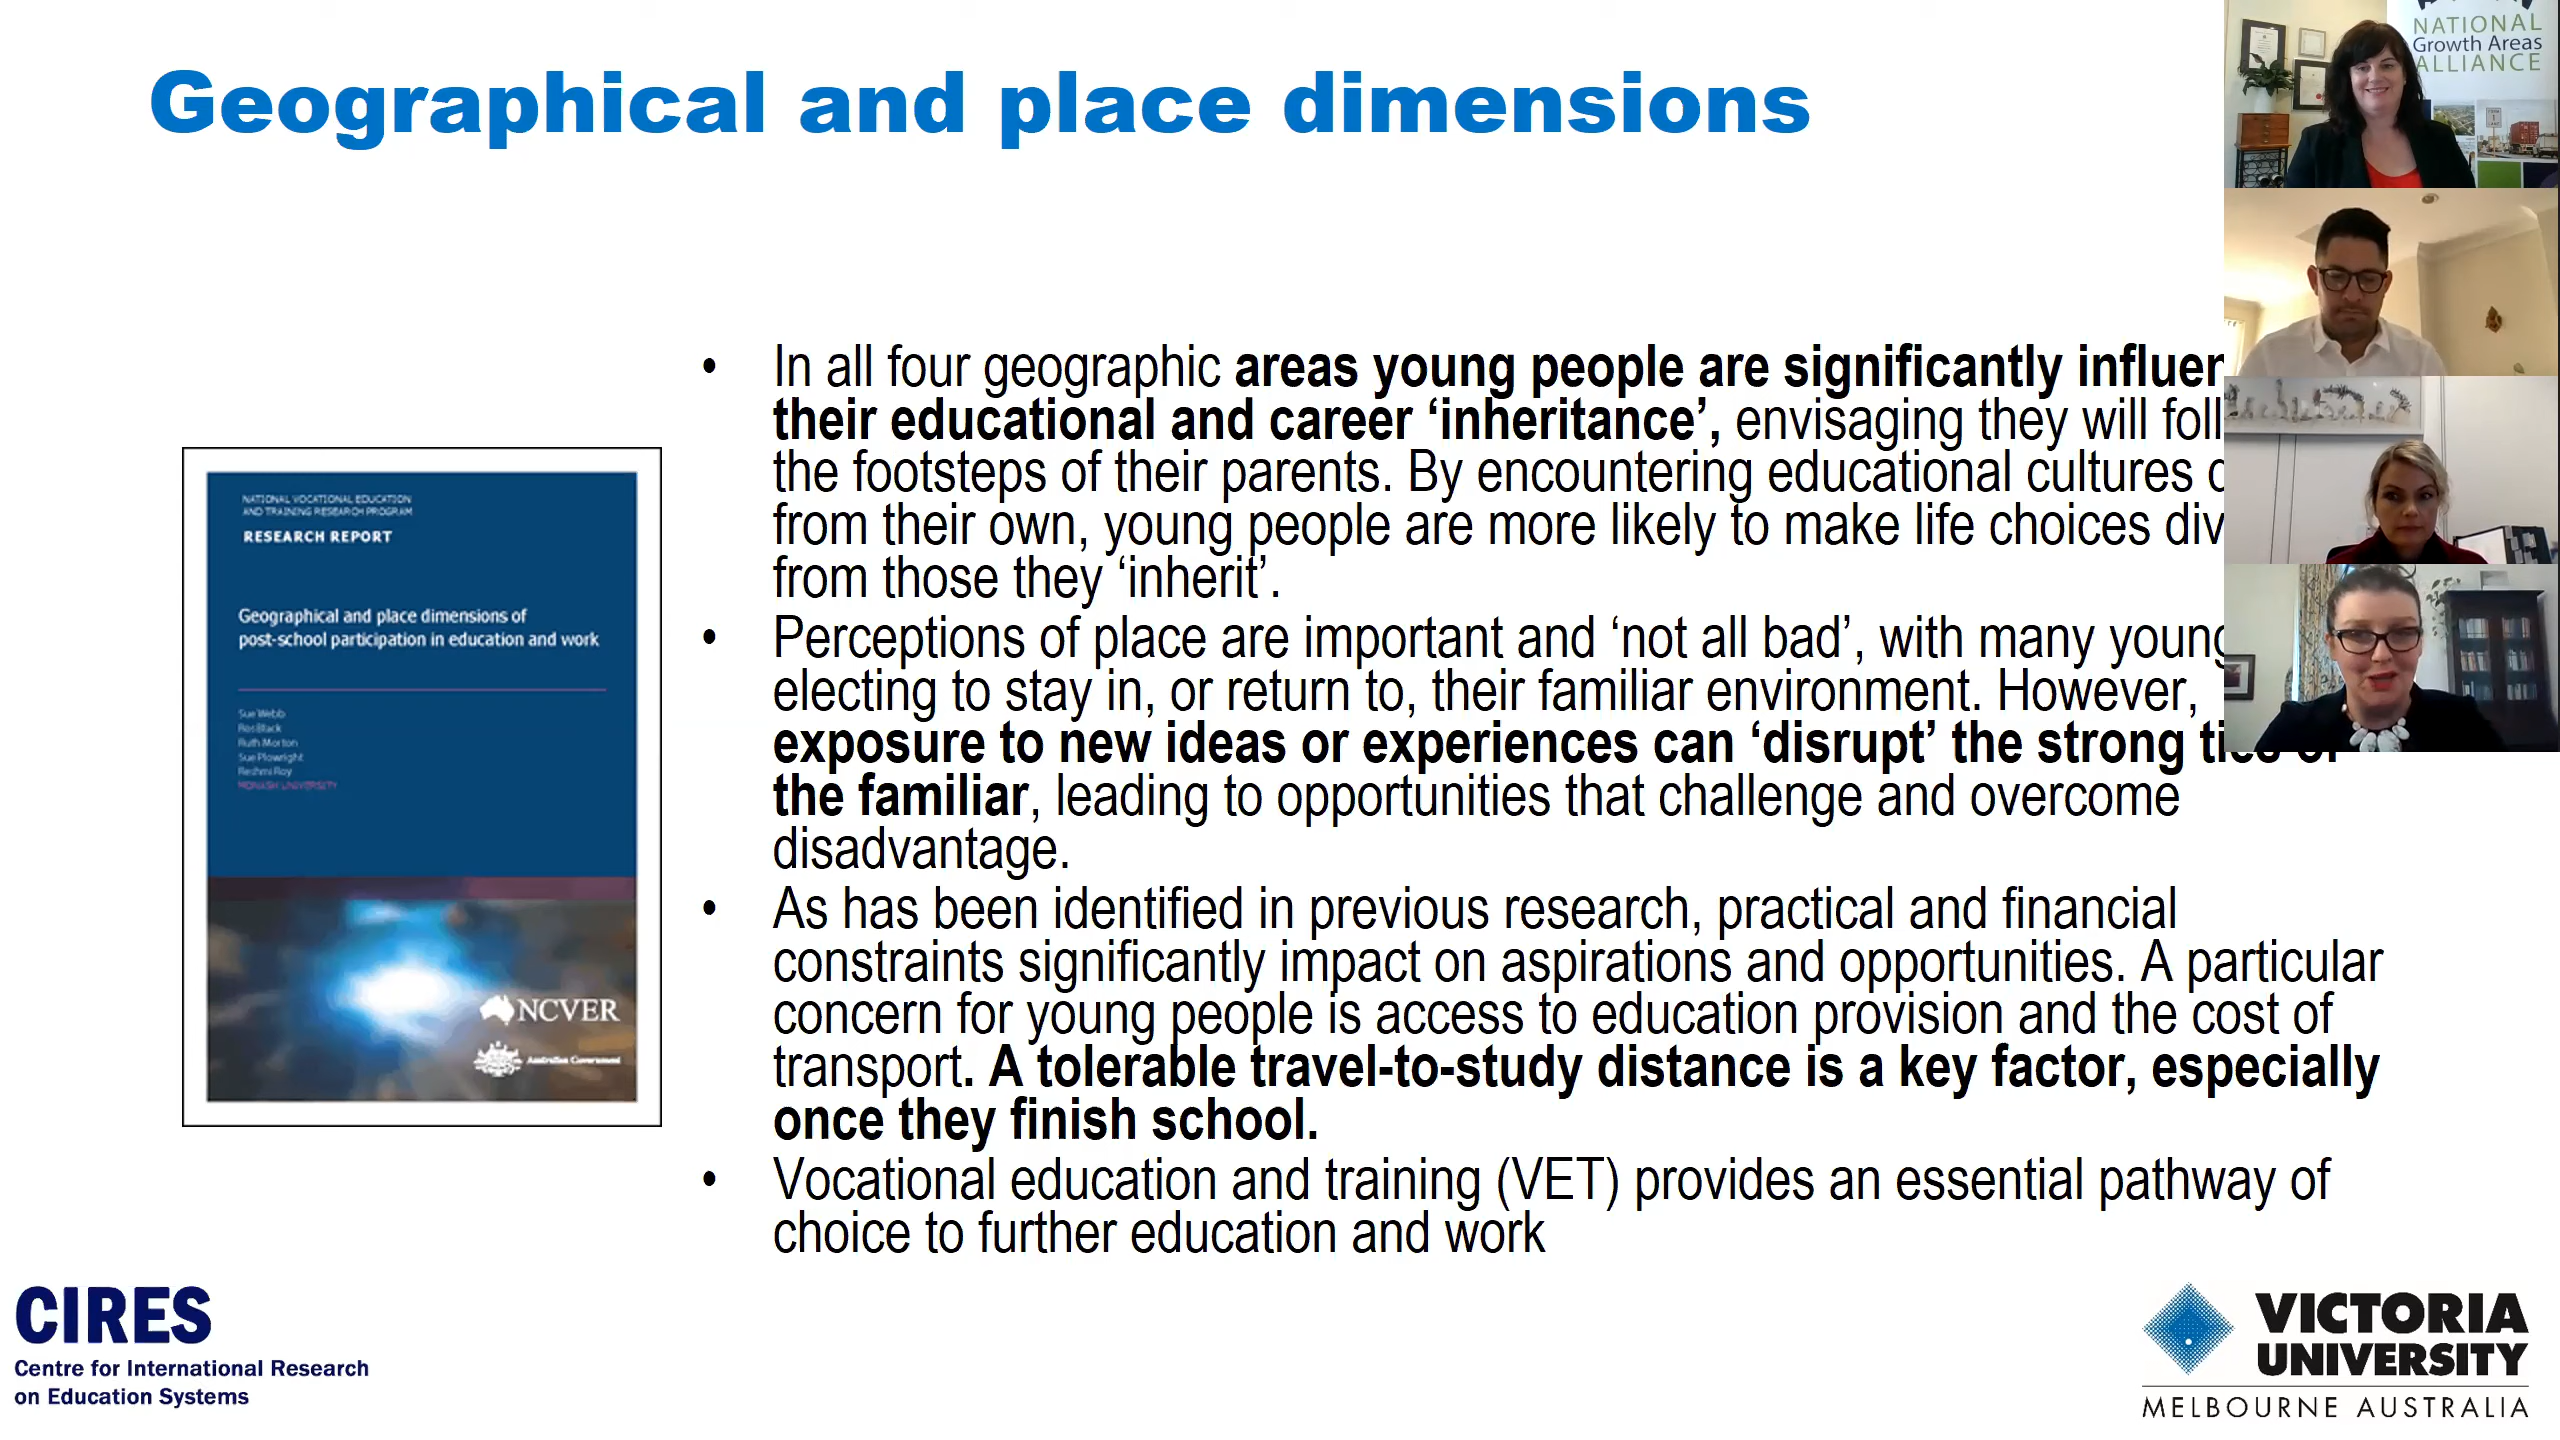 Geographical and place dimensions
NATIONAL
Growth Areas
ALLIANCE
In all four geographic areas young people are significantly
their educational and career ‘inheritance’, envisaging they will
the footsteps of their parents. By encountering educational cultures
from their own, young people are more likely to make life choices
from those they ‘inherit’.
Perceptions of place are important and ‘not all bad’, with many
electing to stay in, or return to, their familiar environment. However,
exposure to new ideas or experiences can ‘disrupt’ the strong
the familiar, leading to opportunities that challenge and overcome
disadvantage.
As has been identified in previous research, practical and financial
constraints significantly impact on aspirations and opportunities. A particular
concern for young people is access to education provision and the cost of
transport. A tolerable travel-to-study distance is a key factor, especially
once they finish school.
Vocational education and training (VET) provides an essential pathway of
choice to further education and work
NATIONAL VOCATIONAL EDUCATION
AND TRAINING RESEARCH PROGRAM
RESEARCH REPORT
Geographical and place dimensions of
post-school participation in education and work
Sue Webb
Ros Black
Ruth Morton
Sue Plowright
Reshmi Roy
MONASH UNIVERSITY
NCVER
Australian Government
CIRES
Centre for International Research
on Education Systems
VICTORIA
UNIVERSITY
MELBOURNE AUSTRALIA